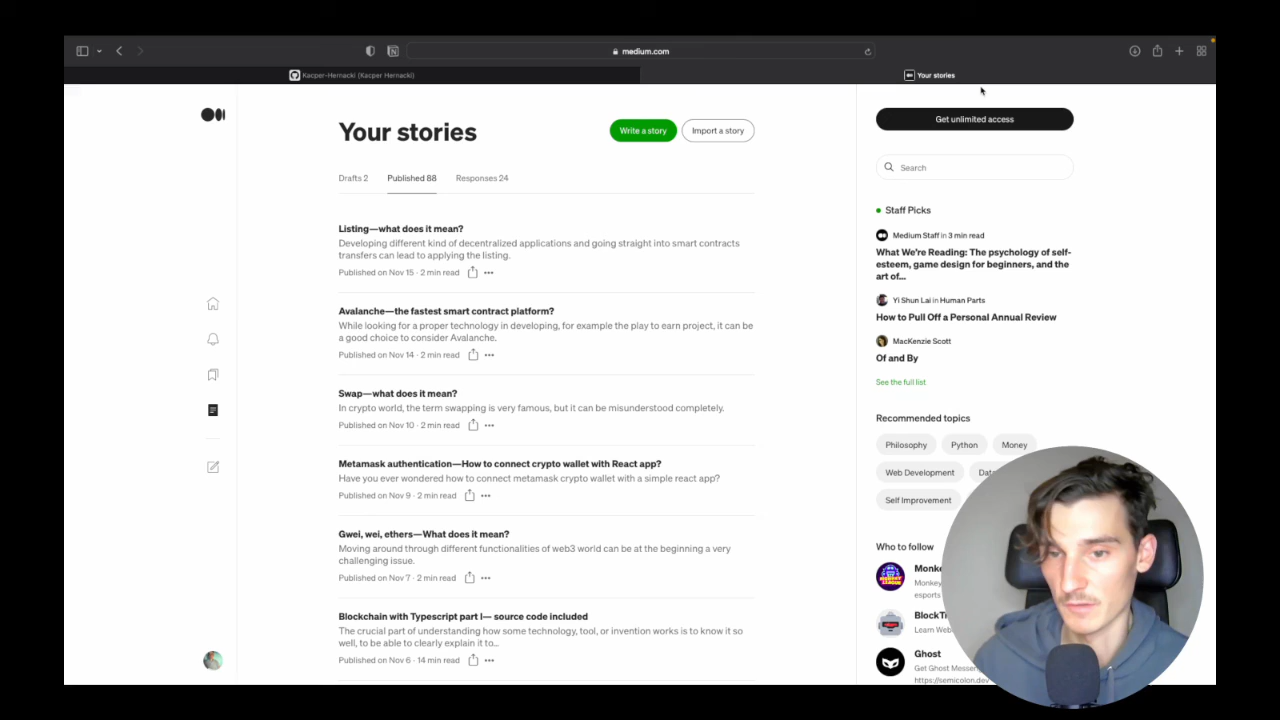 medium.com
Kacper-Hernacki (Kacper Hernacki)
Your stories
Get unlimited access
Your stories
Write a story
Import a story
Search
Drafts 2
Published 88
Responses 24
Staff Picks
Listing—what does it mean?
Developing different kind of decentralized applications and going straight into smart contracts
transfers can lead to applying the listing.
Published on Nov 15 · 2 min read
Medium Staff in 3 min read
What We're Reading: The psychology of self-
esteem, game design for beginners, and the
art of...
Avalanche—the fastest smart contract platform?
While looking for a proper technology in developing, for example the play to earn project, it can be
a good choice to consider Avalanche.
Published on Nov 14 · 2 min read
Yi Shun Lai in Human Parts
How to Pull Off a Personal Annual Review
MacKenzie Scott
Of and By
See the full list
Swap—what does it mean?
In crypto world, the term swapping is very famous, but it can be misunderstood completely.
Published on Nov 10 · 2 min read
Recommended topics
Philosophy
Python
Money
Web Development
Self Improvement
Metamask authentication—How to connect crypto wallet with React app?
Have you ever wondered how to connect metamask crypto wallet with a simple react app?
Published on Nov 9 · 2 min read
Gwei, wei, ethers—What does it mean?
Moving around through different functionalities of web3 world can be at the beginning a very
challenging issue.
Published on Nov 7 · 2 min read
Who to follow
Monke
Monkey
esports
Blockchain with Typescript part I— source code included
The crucial part of understanding how some technology, tool, or invention works is to know it so
well, to be able to clearly explain it to...
Published on Nov 6 · 14 min read
Learn Web
Ghost
Get Ghost Messen
https://semicolon.dev